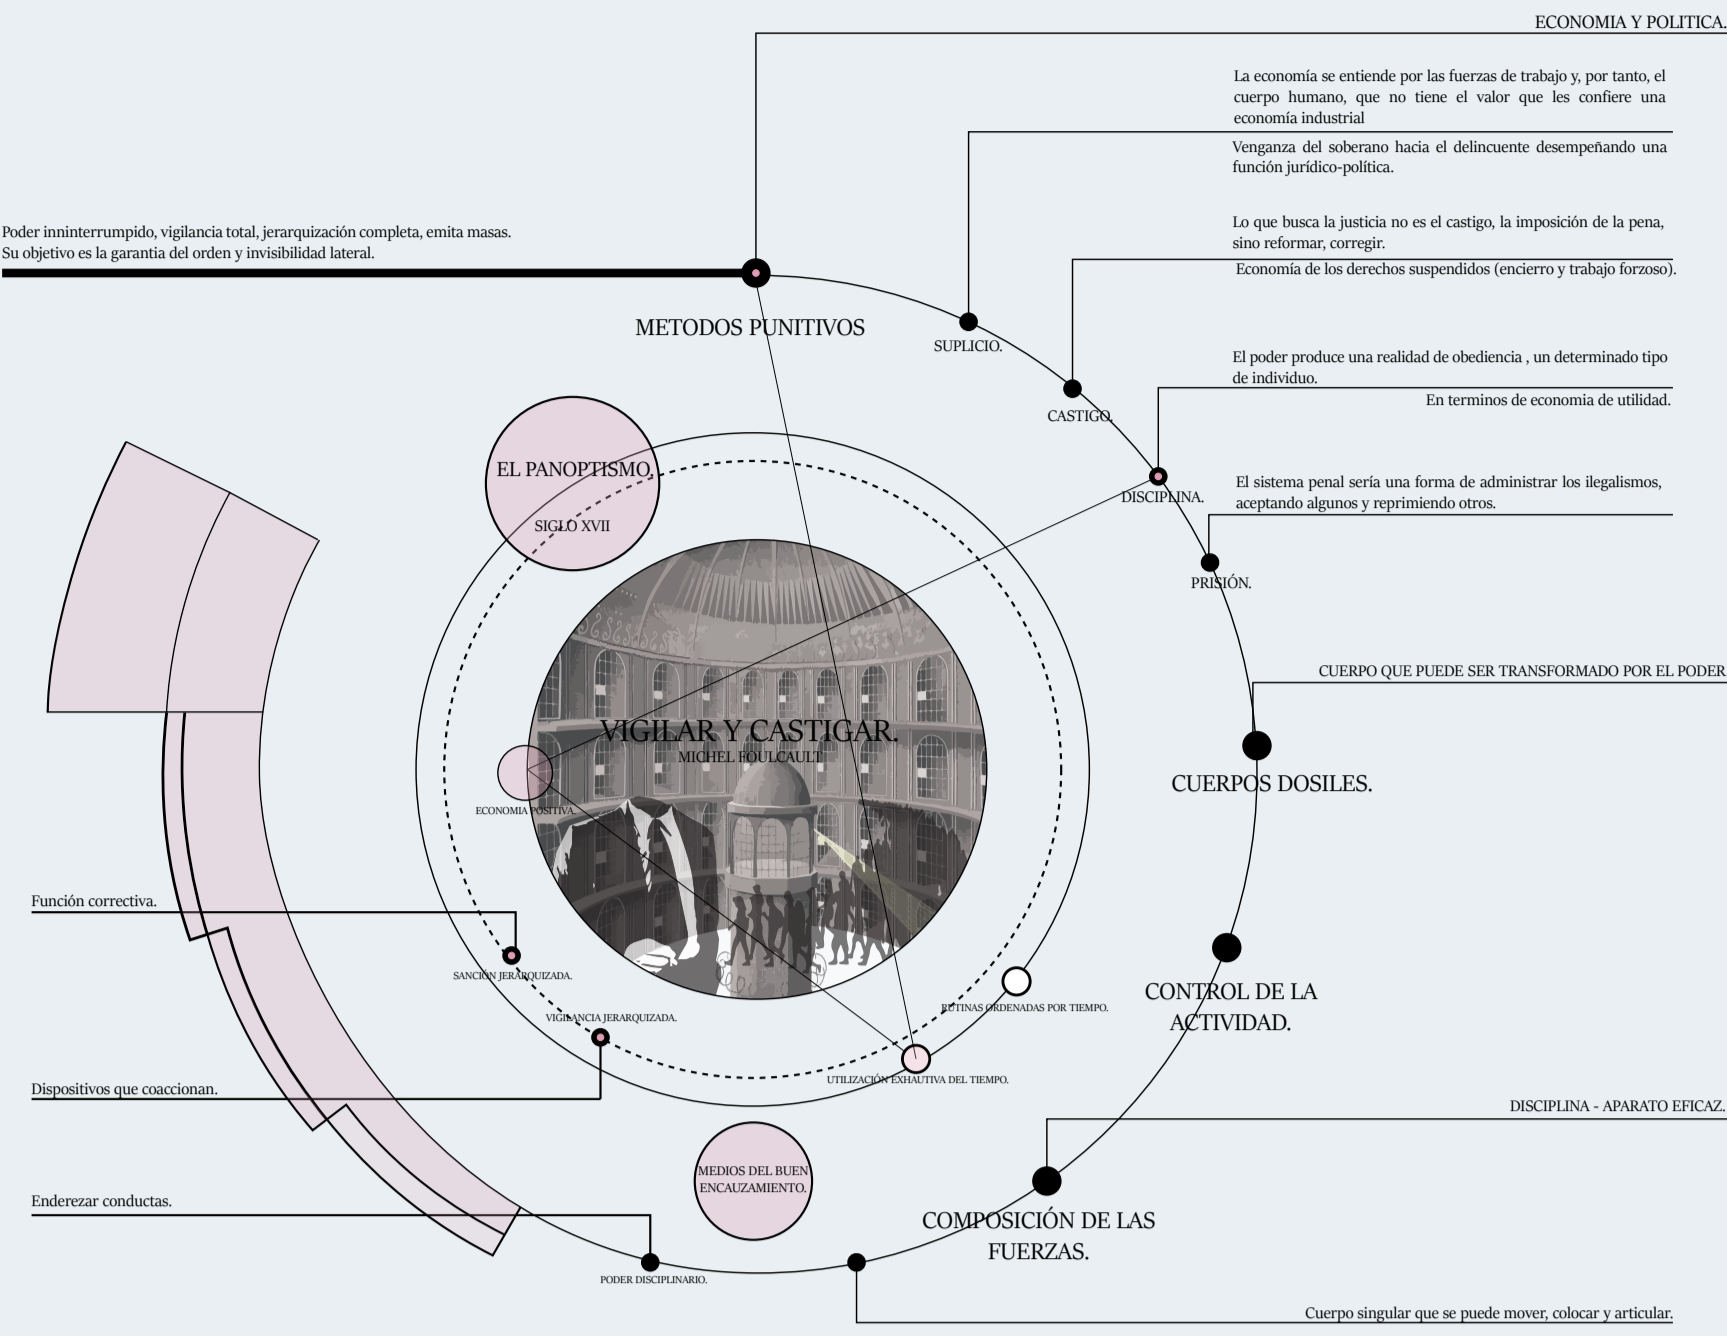 ECONOMIA Y POLITICA.
La economía se entiende por las fuerzas de trabajo y, por tanto, el
cuerpo humano, que no tiene el valor que les confiere una
economía industrial
Venganza del soberano hacia el delincuente desempeñando una
función jurídico-política.
Poder inninterrumpido, vigilancia total, jerarquización completa, emita masas.
Su objetivo es la garantia del orden y invisibilidad lateral.
Lo que busca la justicia no es el castigo, la imposición de la pena,
sino reformar, corregir.
Economía de los derechos suspendidos (encierro y trabajo forzoso).
METODOS PUNITIVOS
SUPLICIO.
El poder produce una realidad de obediencia , un determinado tipo
de individuo.
En terminos de economia de utilidad.
CASTIGO.
EL PANOPTISMO.
SIGLO XVII
DISCIPLINA.
El sistema penal sería una forma de administrar los ilegalismos,
aceptando algunos y reprimiendo otros.
PRISIÓN.
CUERPO QUE PUEDE SER TRANSFORMADO POR EL PODER
VIGILAR Y CASTIGAR.
MICHEL FOULCAULT
CUERPOS DOSILES.
ECONOMIA POSITIVA.
Función correctiva.
SANCIÓN JERARQUIZADA.
VIGILANCIA JERARQUIZADA.
RUTINAS ORDENADAS POR TIEMPO.
CONTROL DE LA
ACTIVIDAD.
UTILIZACIÓN EXHAUTIVA DEL TIEMPO.
Dispositivos que coaccionan.
DISCIPLINA - APARATO EFICAZ.
MEDIOS DEL BUEN
ENCAUZAMIENTO.
Enderezar conductas.
COMPOSICIÓN DE LAS
FUERZAS.
PODER DISCIPLINARIO.
Cuerpo singular que se puede mover, colocar y articular.